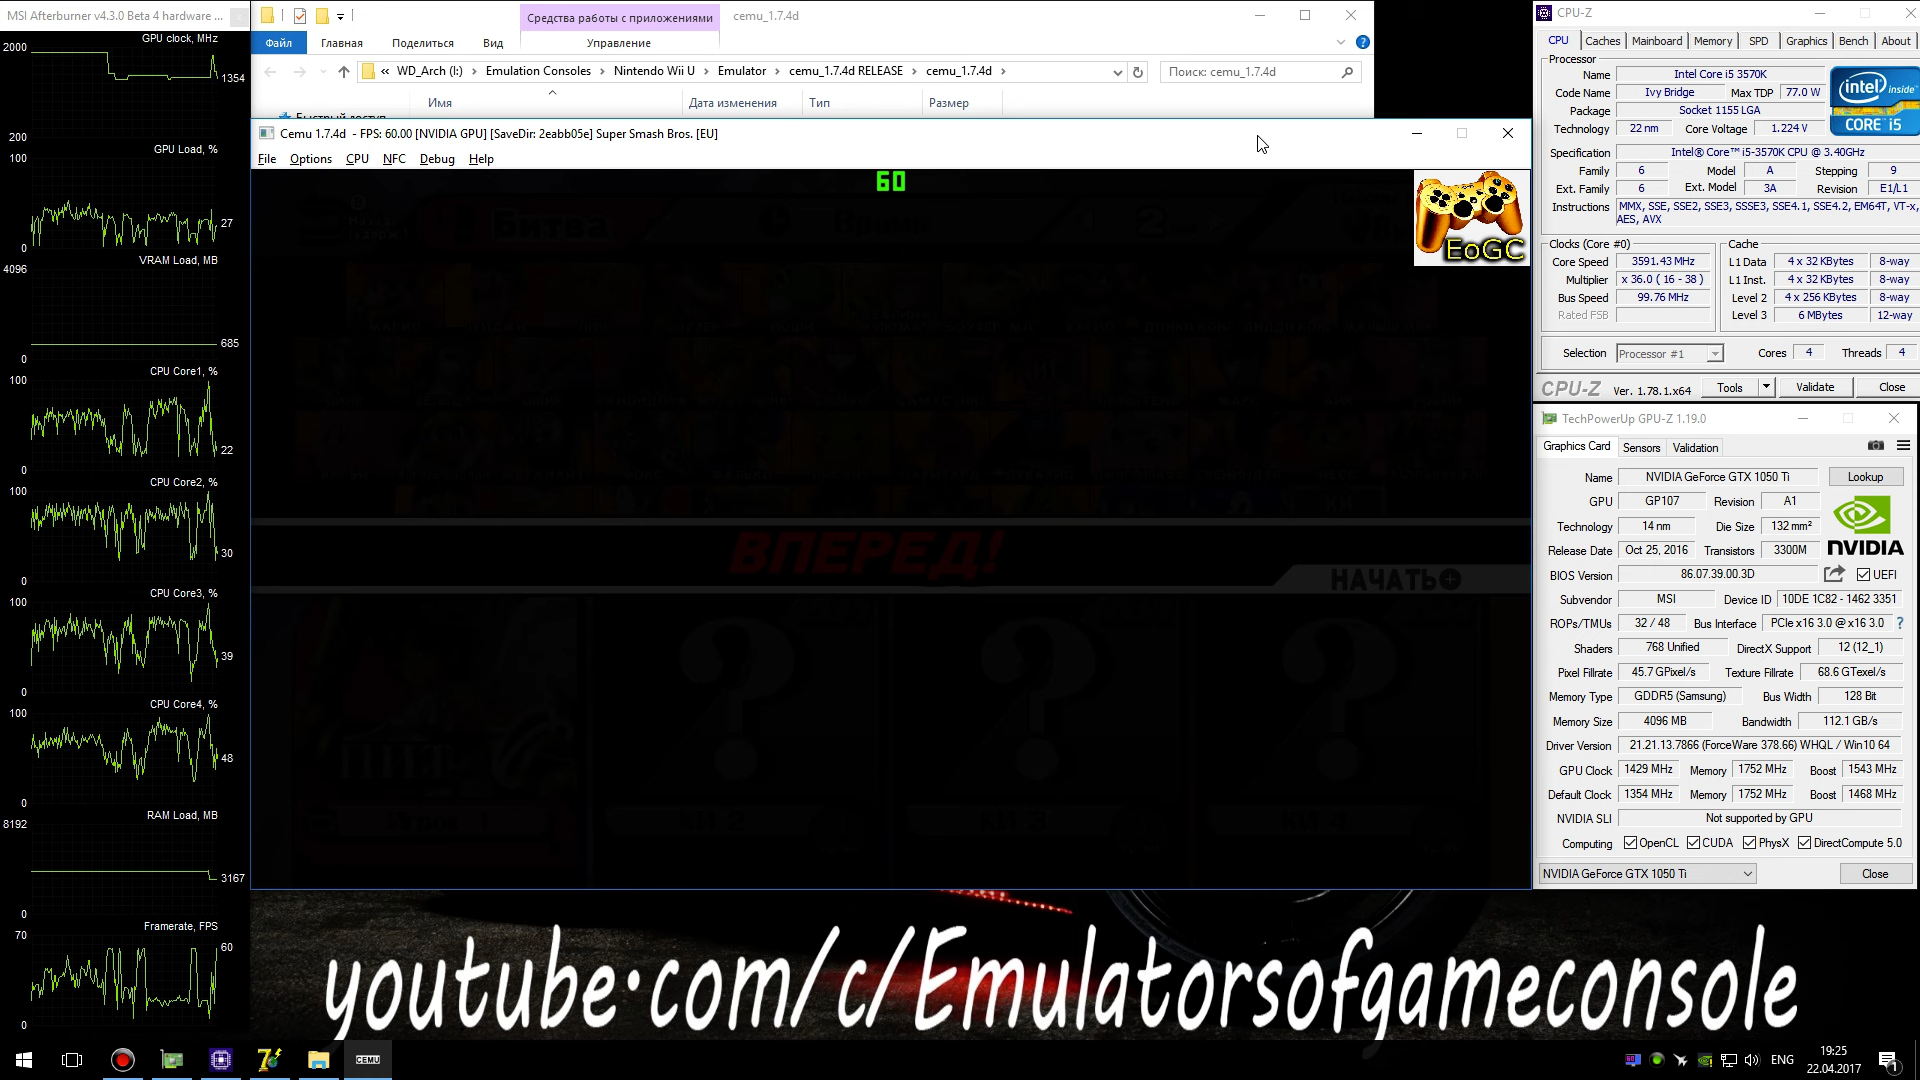 MSI Afterburner v4.3.0 Beta 4 hardware ...
GPU clock, MHz
2000
1354
200
GPU Load, %
100
27
0
VRAM Load, MB
4096
685
0
CPU Core1, %
100
22
0
CPU Core2, %
100
30
0
CPU Core3, %
100
39
0
CPU Core4, %
100
48
0
RAM Load, MB
8192
3167
0
Framerate, FPS
70
60
0
Средства работы с приложениями
cemu_1.7.4d
Файл Главная Поделиться Вид Управление
« WD_Arch (I:) › Emulation Consoles › Nintendo Wii U › Emulator › cemu_1.7.4d RELEASE › cemu_1.7.4d ›
Поиск: cemu_1.7.4d
Имя Дата изменения Тип Размер
Быстрый доступ
Cemu 1.7.4d - FPS: 60.00 [NVIDIA GPU] [SaveDir: 2eabb05e] Super Smash Bros. [EU]
File Options CPU NFC Debug Help
60
EoGC
Битва
2
ВПЕРЕД!
НАЧАТЬ+
ПИТ
Игрок 1
КИ 2
КИ 3
КИ 4
youtube.com/c/Emulatorsofgameconsole
CPU-Z
CPU Caches Mainboard Memory SPD Graphics Bench About
Processor
Name Intel Core i5 3570K
Code Name Ivy Bridge Max TDP 77.0 W
Package Socket 1155 LGA
Technology 22 nm Core Voltage 1.224 V
intel inside™
CORE i5
Specification Intel® Core™ i5-3570K CPU @ 3.40GHz
Family 6 Model A Stepping 9
Ext. Family 6 Ext. Model 3A Revision E1/L1
Instructions MMX, SSE, SSE2, SSE3, SSSE3, SSE4.1, SSE4.2, EM64T, VT-x,
AES, AVX
Clocks (Core #0)
Core Speed 3591.43 MHz
Multiplier x 36.0 ( 16 - 38 )
Bus Speed 99.76 MHz
Rated FSB
Cache
L1 Data 4 x 32 KBytes 8-way
L1 Inst. 4 x 32 KBytes 8-way
Level 2 4 x 256 KBytes 8-way
Level 3 6 MBytes 12-way
Selection Processor #1 Cores 4 Threads 4
CPU-Z Ver. 1.78.1.x64 Tools Validate Close
TechPowerUp GPU-Z 1.19.0
Graphics Card Sensors Validation
Name NVIDIA GeForce GTX 1050 Ti Lookup
GPU GP107 Revision A1
Technology 14 nm Die Size 132 mm²
Release Date Oct 25, 2016 Transistors 3300M
NVIDIA
BIOS Version 86.07.39.00.3D UEFI
Subvendor MSI Device ID 10DE 1C82 - 1462 3351
ROPs/TMUs 32 / 48 Bus Interface PCIe x16 3.0 @ x16 3.0 ?
Shaders 768 Unified DirectX Support 12 (12_1)
Pixel Fillrate 45.7 GPixel/s Texture Fillrate 68.6 GTexel/s
Memory Type GDDR5 (Samsung) Bus Width 128 Bit
Memory Size 4096 MB Bandwidth 112.1 GB/s
Driver Version 21.21.13.7866 (ForceWare 378.66) WHQL / Win10 64
GPU Clock 1429 MHz Memory 1752 MHz Boost 1543 MHz
Default Clock 1354 MHz Memory 1752 MHz Boost 1468 MHz
NVIDIA SLI Not supported by GPU
Computing OpenCL CUDA PhysX DirectCompute 5.0
NVIDIA GeForce GTX 1050 Ti Close
CEMU
ENG
19:25
22.04.2017
1